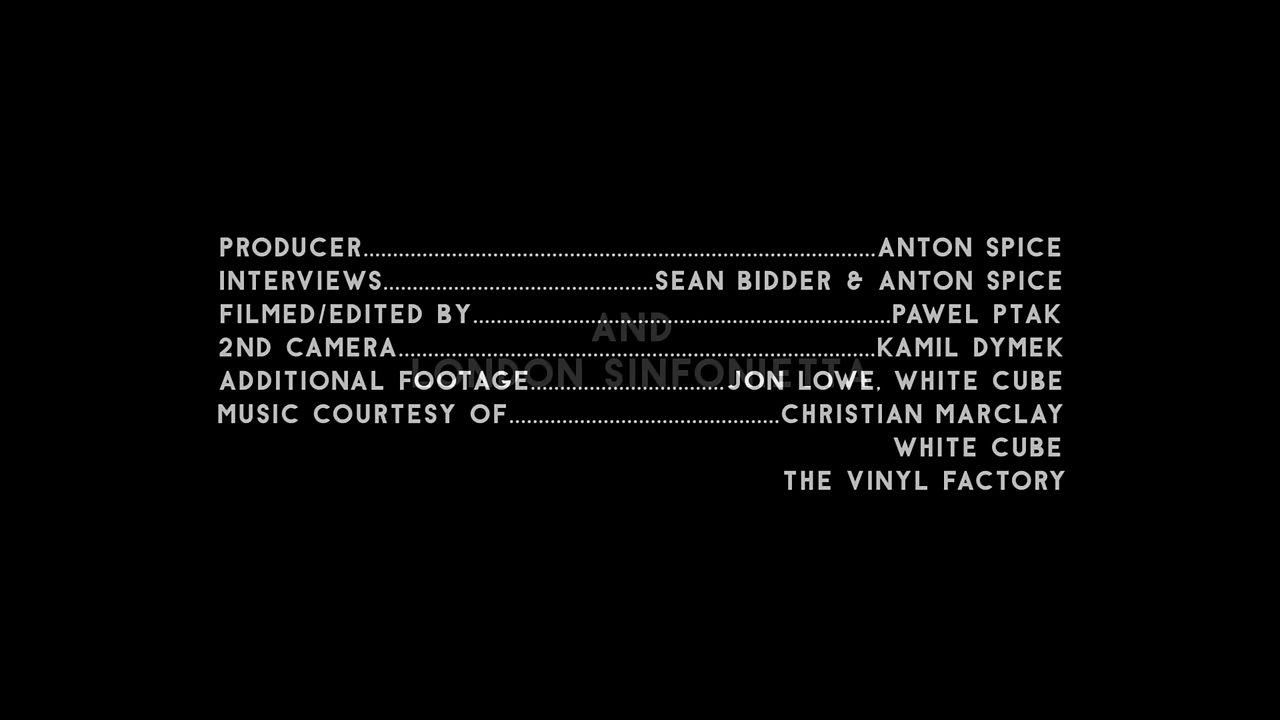 PRODUCER..........................................................................................ANTON SPICE
INTERVIEWS................................................SEAN BIDDER & ANTON SPICE
FILMED/EDITED BY..........................................................................PAWEL PTAK
AND
2ND CAMERA....................................................................................KAMIL DYMEK
LONDON SINFONIETTA
ADDITIONAL FOOTAGE..................................JON LOWE, WHITE CUBE
MUSIC COURTESY OF................................................CHRISTIAN MARCLAY
WHITE CUBE
THE VINYL FACTORY